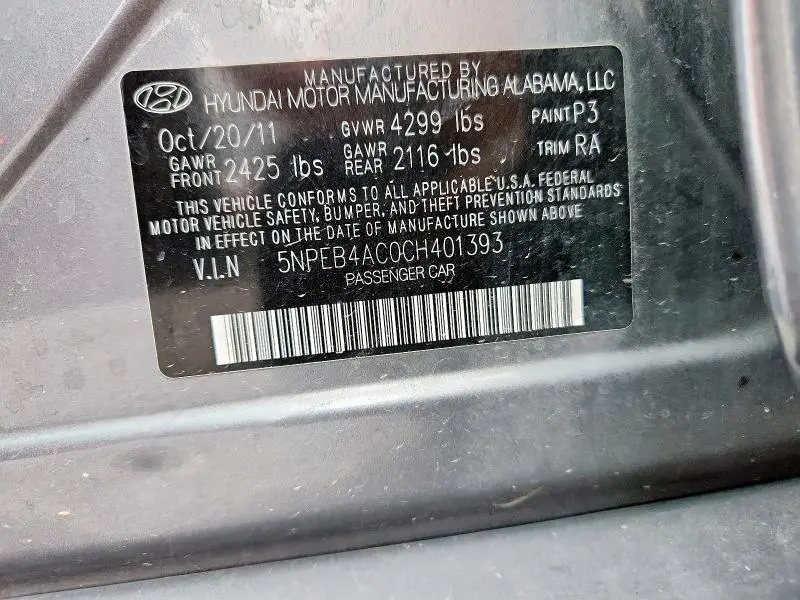 MANUFACTURED BY
HYUNDAI MOTOR MANUFACTURING ALABAMA, LLC
Oct/20/11 GVWR 4299 lbs PAINT P3
GAWR FRONT 2425 lbs GAWR REAR 2116 lbs TRIM RA
THIS VEHICLE CONFORMS TO ALL APPLICABLE U.S.A. FEDERAL
MOTOR VEHICLE SAFETY, BUMPER, AND THEFT PREVENTION STANDARDS
IN EFFECT ON THE DATE OF MANUFACTURE SHOWN ABOVE
V.I.N 5NPEB4AC0CH401393
PASSENGER CAR